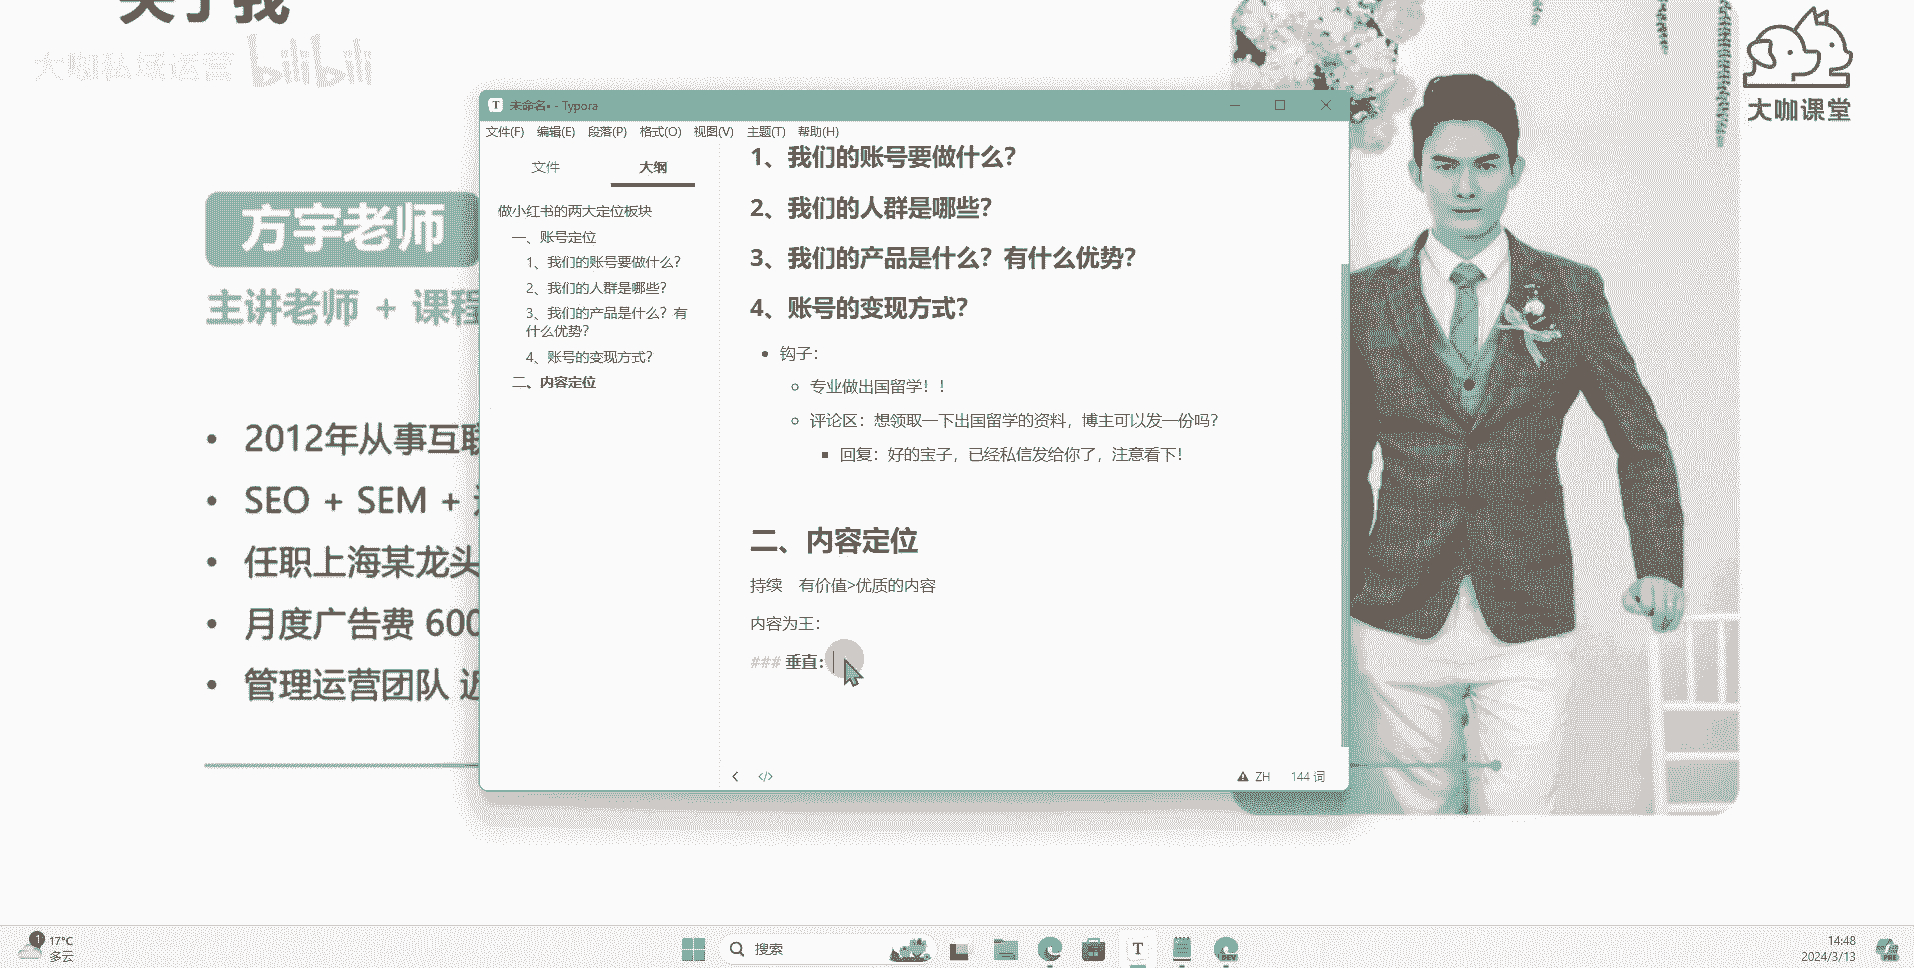 关于我
大咖私域运营 bilibili
大咖课堂
方宇老师
主讲老师 + 课程
2012年从事互联
SEO + SEM +
任职上海某龙头
月度广告费 600
管理运营团队 近
T 未命名• - Typora
文件(F) 编辑(E) 段落(P) 格式(O) 视图(V) 主题(T) 帮助(H)
文件 大纲
做小红书的两大定位板块
一、账号定位
1、我们的账号要做什么？
2、我们的人群是哪些？
3、我们的产品是什么？有
什么优势？
4、账号的变现方式？
二、内容定位
1、我们的账号要做什么？
2、我们的人群是哪些？
3、我们的产品是什么？有什么优势？
4、账号的变现方式？
钩子：
专业做出国留学！！
评论区：想领取一下出国留学的资料，博主可以发一份吗？
回复：好的宝子，已经私信发给你了，注意看下！
二、内容定位
持续 有价值>优质的内容
内容为王：
### 垂直：
</> ZH 144 词
1 17°C
多云
搜索
T
DEV
14:48
2024/3/13
PRE